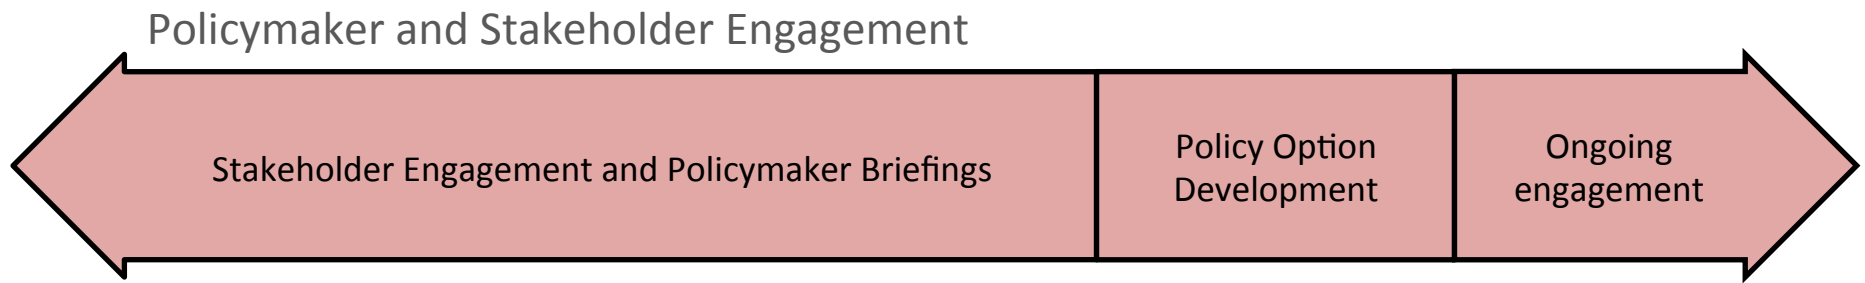 Policymaker and Stakeholder Engagement
Stakeholder Engagement and Policymaker Briefings
Policy Option
Development
Ongoing
engagement